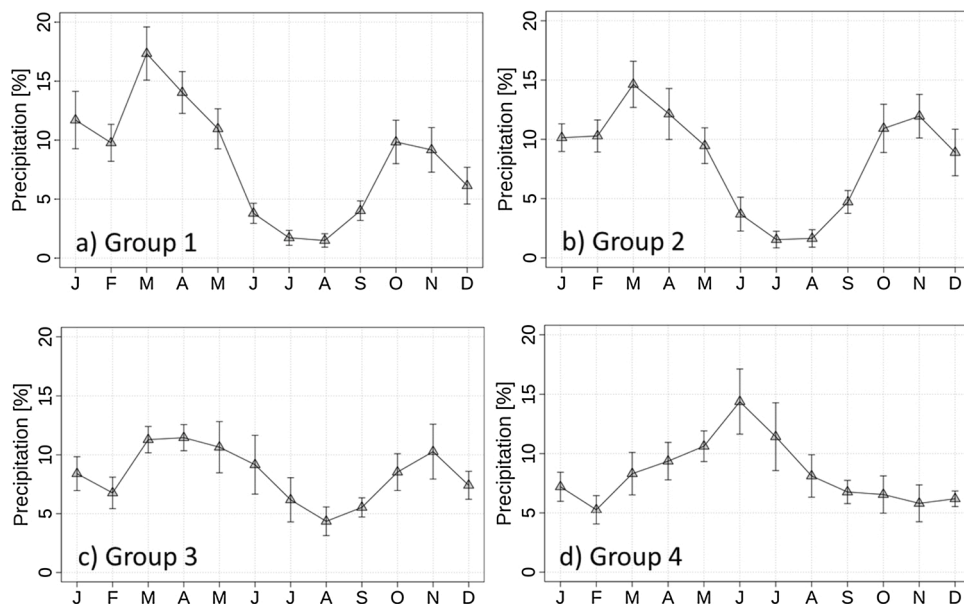 Precipitation [%]
0
5
10
15
20
a) Group 1
J F M A M J J A S O N D
Precipitation [%]
0
5
10
15
20
b) Group 2
J F M A M J J A S O N D
Precipitation [%]
0
5
10
15
20
c) Group 3
J F M A M J J A S O N D
Precipitation [%]
0
5
10
15
20
d) Group 4
J F M A M J J A S O N D